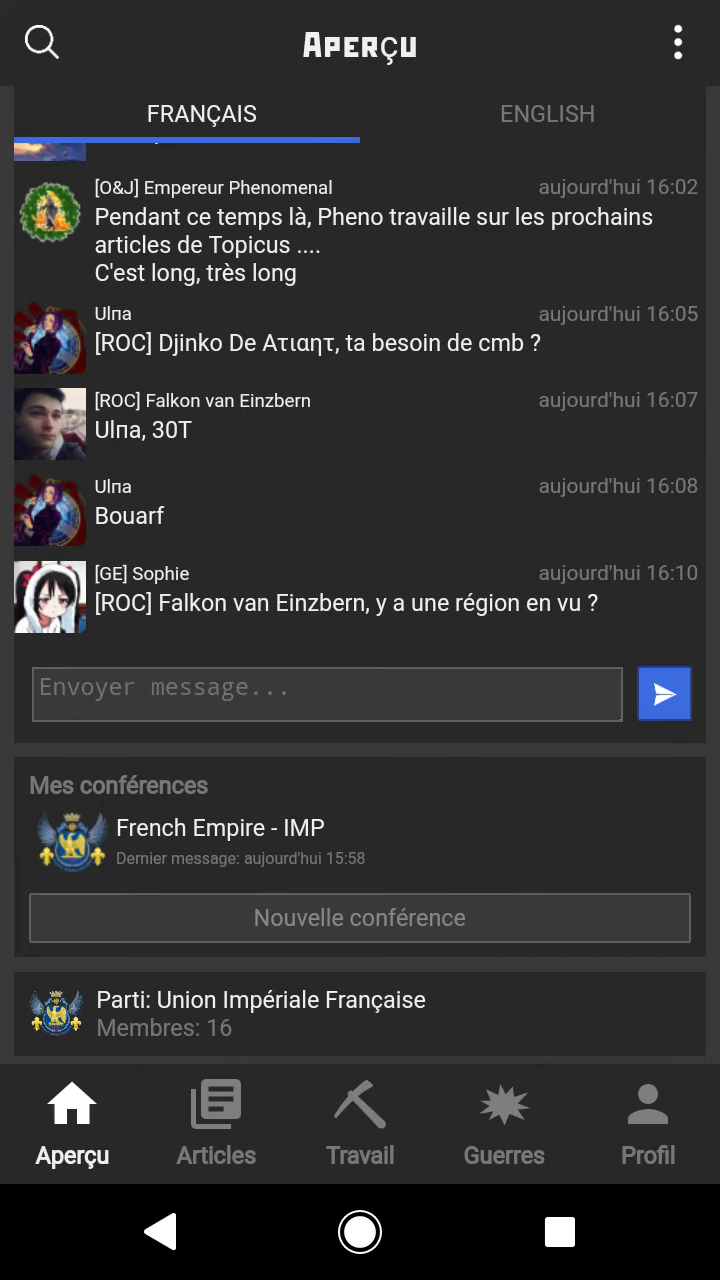 Aperçu
FRANÇAIS
ENGLISH
[O&J] Empereur Phenomenal
aujourd'hui 16:02
Pendant ce temps là, Pheno travaille sur les prochains
articles de Topicus ....
C'est long, très long
Ulпa
aujourd'hui 16:05
[ROC] Djinko De Aτιaητ, ta besoin de cmb ?
[ROC] Falkon van Einzbern
aujourd'hui 16:07
Ulпa, 30T
Ulпa
aujourd'hui 16:08
Bouarf
[GE] Sophie
aujourd'hui 16:10
[ROC] Falkon van Einzbern, y a une région en vu ?
Envoyer message...
Mes conférences
French Empire - IMP
Dernier message: aujourd'hui 15:58
Nouvelle conférence
Parti: Union Impériale Française
Membres: 16
Aperçu
Articles
Travail
Guerres
Profil